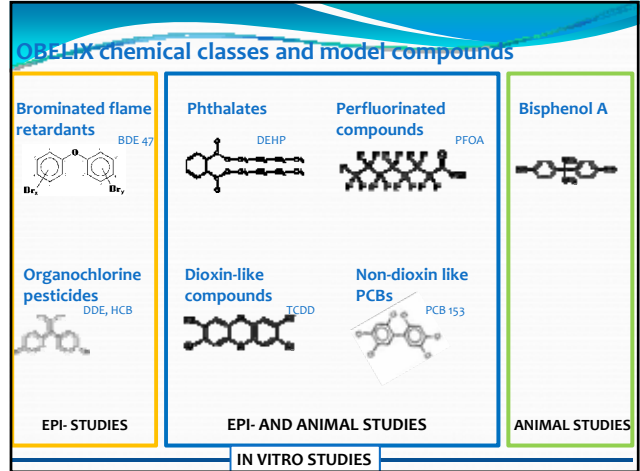 OBELIX chemical classes and model compounds
Brominated flame
retardants
BDE 47
O
Brx
Bry
Organochlorine
pesticides
DDE, HCB
EPI- STUDIES
Phthalates
DEHP
Perfluorinated
compounds
PFOA
Dioxin-like
compounds
TCDD
Non-dioxin like
PCBs
PCB 153
EPI- AND ANIMAL STUDIES
Bisphenol A
ANIMAL STUDIES
IN VITRO STUDIES